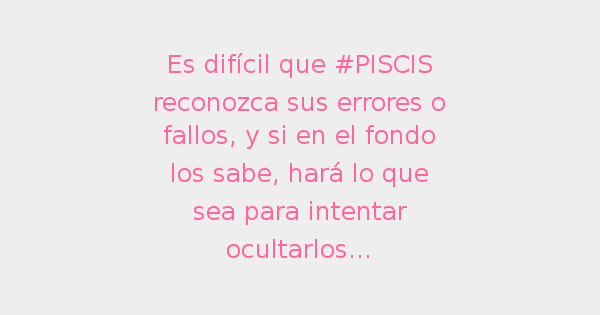 Es difícil que #PISCIS
reconozca sus errores o
fallos, y si en el fondo
los sabe, hará lo que
sea para intentar
ocultarlos...